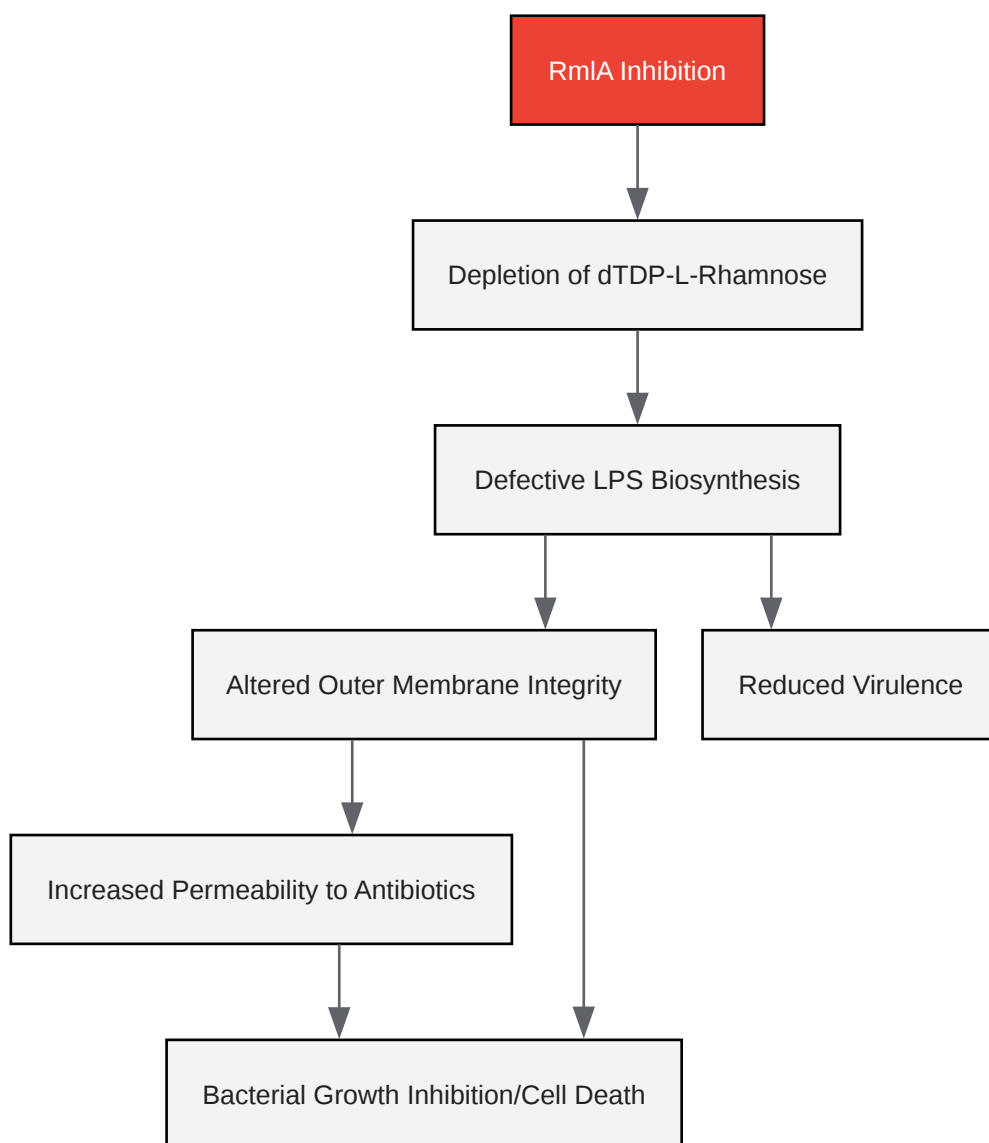 RmlA Inhibition
Depletion of dTDP-L-Rhamnose
Defective LPS Biosynthesis
Altered Outer Membrane Integrity
Reduced Virulence
Increased Permeability to Antibiotics
Bacterial Growth Inhibition/Cell Death